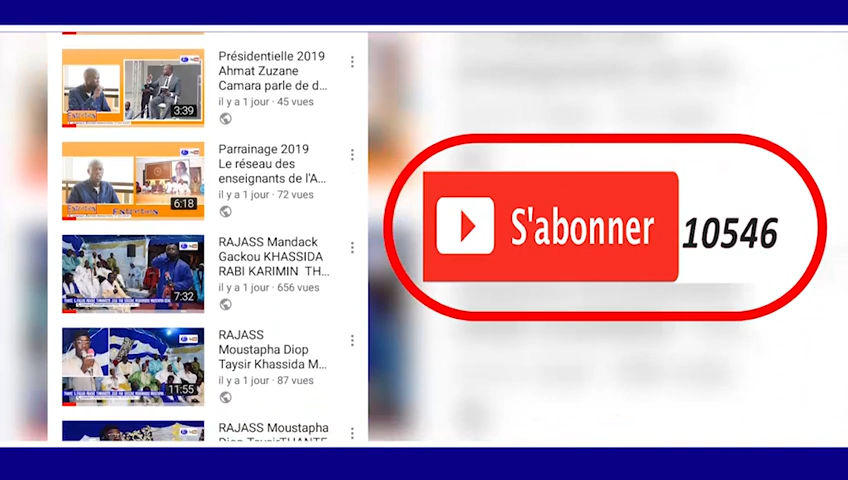 Présidentielle 2019
Ahmat Zuzane
Camara parle de d...
il y a 1 jour · 45 vues
3:39
Parrainage 2019
Le réseau des
enseignants de l'A...
il y a 1 jour · 72 vues
6:18
RAJASS Mandack
Gackou KHASSIDA
RABI KARIMIN TH...
il y a 1 jour · 656 vues
7:32
RAJASS
Moustapha Diop
Taysir Khassida M...
il y a 1 jour · 87 vues
11:55
RAJASS Moustapha
Diop TaysirTHANTE
S'abonner
10546